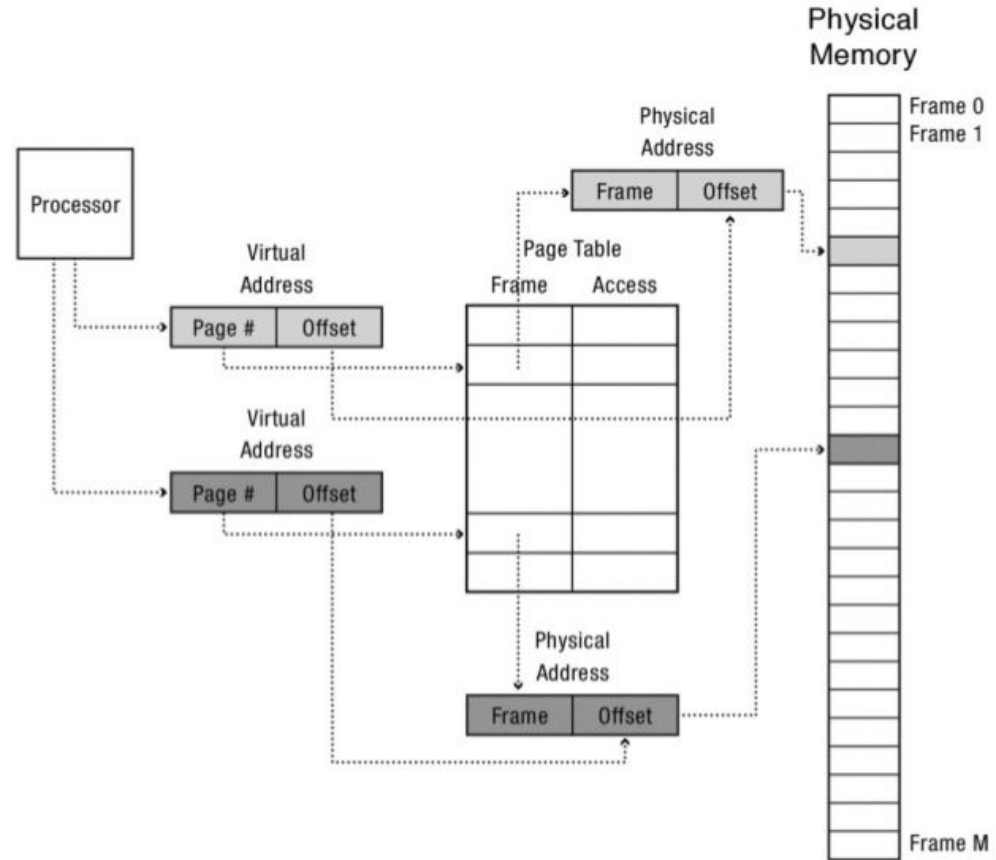 Physical
Memory
Frame 0
Frame 1
Physical
Address
Frame Offset
Processor
Virtual
Address
Page # Offset
Page Table
Frame Access
Virtual
Address
Page # Offset
Physical
Address
Frame Offset
Frame M